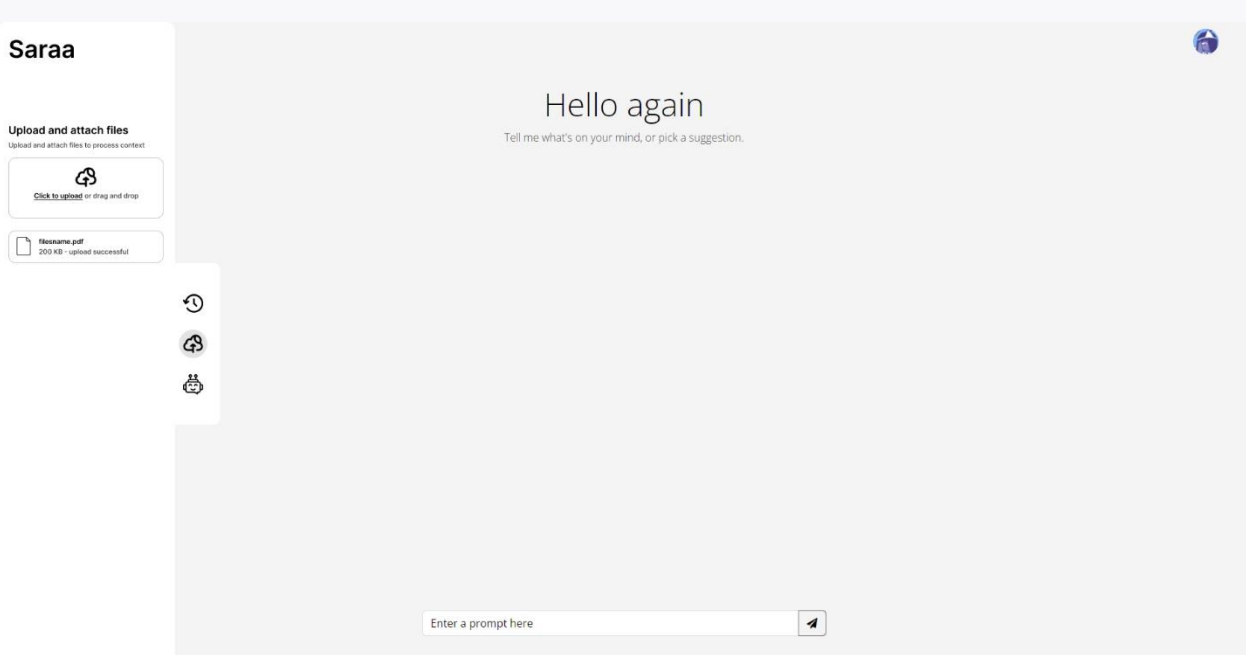 Saraa
Upload and attach files
Upload and attach files to process context
Click to upload or drag and drop
filesname.pdf
200 KB - upload successful
Hello again
Tell me what's on your mind, or pick a suggestion.
Enter a prompt here